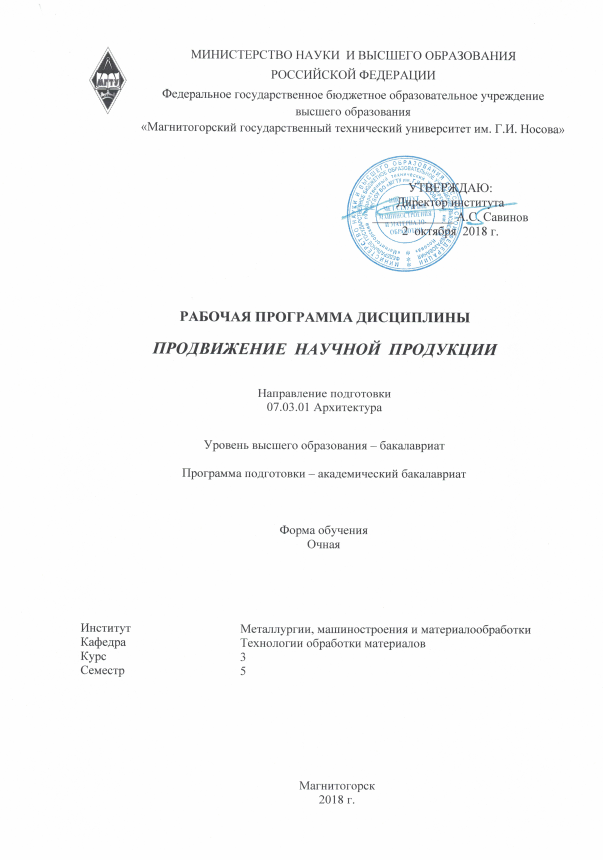 МИНИСТЕРСТВО НАУКИ И ВЫСШЕГО ОБРАЗОВАНИЯ
РОССИЙСКОЙ ФЕДЕРАЦИИ
Федеральное государственное бюджетное образовательное учреждение
высшего образования
«Магнитогорский государственный технический университет им. Г.И. Носова»
УТВЕРЖДАЮ:
Директор института
А.С. Савинов
2 октября 2018 г.
РАБОЧАЯ ПРОГРАММА ДИСЦИПЛИНЫ
ПРОДВИЖЕНИЕ НАУЧНОЙ ПРОДУКЦИИ
Направление подготовки
07.03.01 Архитектура
Уровень высшего образования – бакалавриат
Программа подготовки – академический бакалавриат
Форма обучения
Очная
Институт Металлургии, машиностроения и материалообработки
Кафедра Технологии обработки материалов
Курс 3
Семестр 5
Магнитогорск
2018 г.